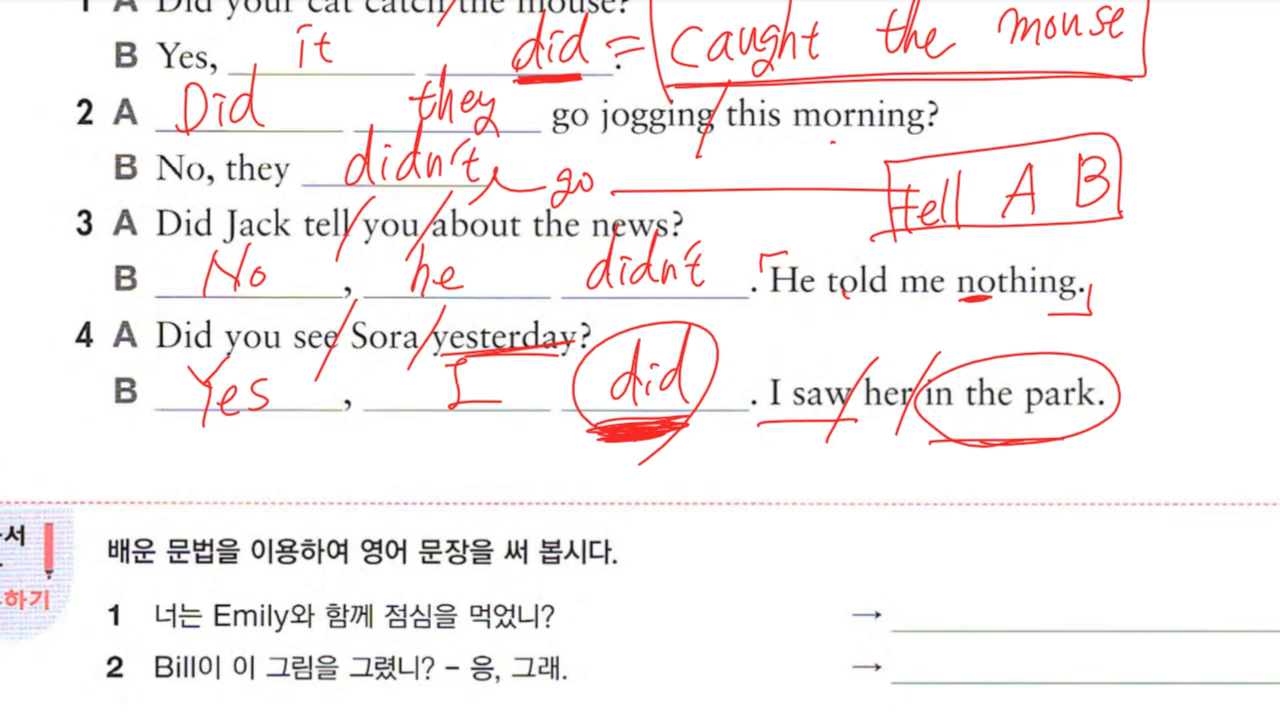 1 A Did your cat catch the mouse?
B Yes, it did. = caught the mouse
2 A Did they go jogging this morning?
B No, they didn't go
tell A B
3 A Did Jack tell you about the news?
B No, he didn't. 「He told me nothing.」
4 A Did you see Sora yesterday?
B Yes, I did. I saw her in the park.
서
하기
배운 문법을 이용하여 영어 문장을 써 봅시다.
1 너는 Emily와 함께 점심을 먹었니? →
2 Bill이 이 그림을 그렸니? – 응, 그래. →